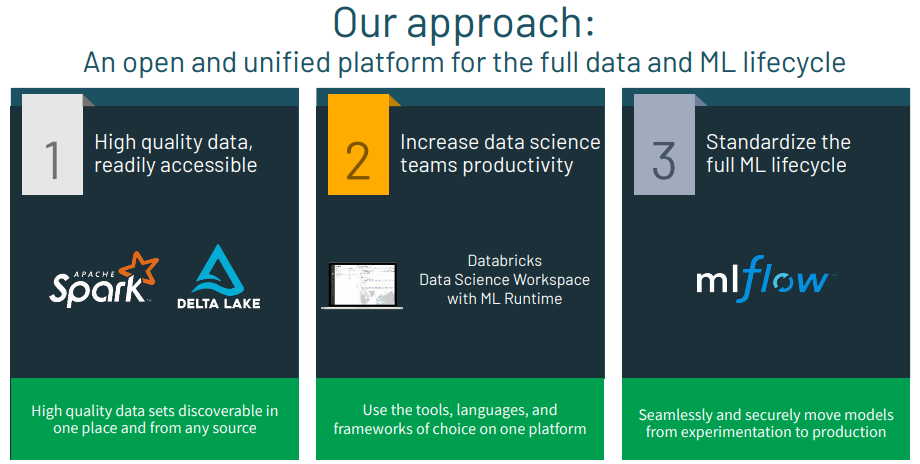 Our approach:
An open and unified platform for the full data and ML lifecycle
1
High quality data,
readily accessible
APACHE
Spark™
DELTA LAKE
High quality data sets discoverable in
one place and from any source
2
Increase data science
teams productivity
Databricks
Data Science Workspace
with ML Runtime
Use the tools, languages, and
frameworks of choice on one platform
3
Standardize the
full ML lifecycle
mlflow™
Seamlessly and securely move models
from experimentation to production